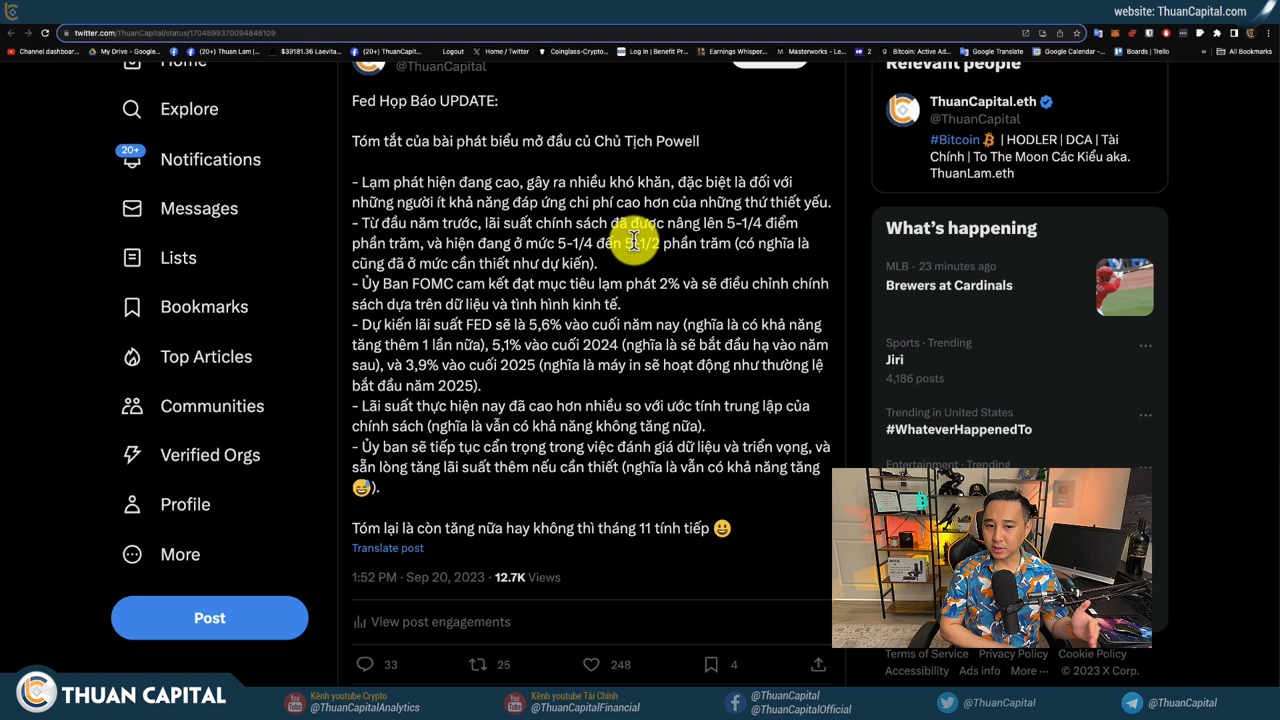 website: ThuanCapital.com
twitter.com/ThuanCapital/status/1704599370094846109
Channel dashboar...
My Drive - Google...
(20+) Thuan Lam |...
$39181.36 Laevita...
(20+) ThuanCapit...
Logout
Home / Twitter
Coinglass-Crypto...
Log In | Benefit Pr...
Earnings Whisper...
Masterworks - Le...
2
Bitcoin: Active Ad...
Google Translate
Google Calendar -...
Boards | Trello
All Bookmarks
Home
Explore
20+
Notifications
Messages
Lists
Bookmarks
Top Articles
Communities
Verified Orgs
Profile
More
Post
@ThuanCapital
Fed Họp Báo UPDATE:
Tóm tắt của bài phát biểu mở đầu củ Chủ Tịch Powell
- Lạm phát hiện đang cao, gây ra nhiều khó khăn, đặc biệt là đối với
những người ít khả năng đáp ứng chi phí cao hơn của những thứ thiết yếu.
- Từ đầu năm trước, lãi suất chính sách đã được nâng lên 5-1/4 điểm
phần trăm, và hiện đang ở mức 5-1/4 đến 5-1/2 phần trăm (có nghĩa là
cũng đã ở mức cần thiết như dự kiến).
- Ủy Ban FOMC cam kết đạt mục tiêu lạm phát 2% và sẽ điều chỉnh chính
sách dựa trên dữ liệu và tình hình kinh tế.
- Dự kiến lãi suất FED sẽ là 5,6% vào cuối năm nay (nghĩa là có khả năng
tăng thêm 1 lần nữa), 5,1% vào cuối 2024 (nghĩa là sẽ bắt đầu hạ vào năm
sau), và 3,9% vào cuối 2025 (nghĩa là máy in sẽ hoạt động như thường lệ
bắt đầu năm 2025).
- Lãi suất thực hiện nay đã cao hơn nhiều so với ước tính trung lập của
chính sách (nghĩa là vẫn có khả năng không tăng nữa).
- Ủy ban sẽ tiếp tục cẩn trọng trong việc đánh giá dữ liệu và triển vọng, và
sẵn lòng tăng lãi suất thêm nếu cần thiết (nghĩa là vẫn có khả năng tăng
😅).
Tóm lại là còn tăng nữa hay không thì tháng 11 tính tiếp 😀
Translate post
1:52 PM · Sep 20, 2023 · 12.7K Views
View post engagements
33
25
248
4
Relevant people
ThuanCapital.eth
@ThuanCapital
#Bitcoin | HODLER | DCA | Tài
Chính | To The Moon Các Kiểu aka.
ThuanLam.eth
What's happening
MLB · 23 minutes ago
Brewers at Cardinals
Sports · Trending
Jiri
4,186 posts
Trending in United States
#WhateverHappenedTo
Entertainment · Trending
Terms of Service
Privacy Policy
Cookie Policy
Accessibility
Ads info
More ···
© 2023 X Corp.
THUAN CAPITAL
Kênh youtube Crypto
@ThuanCapitalAnalytics
Kênh youtube Tài Chính
@ThuanCapitalFinancial
@ThuanCapital
@ThuanCapitalOfficial
@ThuanCapital
@ThuanCapital